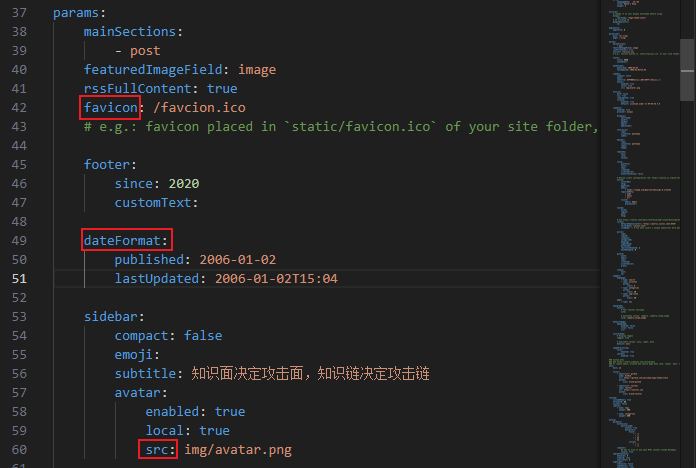 37 params:
38 mainSections:
39 - post
40 featuredImageField: image
41 rssFullContent: true
42 favicon: /favcion.ico
43 # e.g.: favicon placed in `static/favicon.ico` of your site folder,
44
45 footer:
46 since: 2020
47 customText:
48
49 dateFormat:
50 published: 2006-01-02
51 lastUpdated: 2006-01-02T15:04
52
53 sidebar:
54 compact: false
55 emoji:
56 subtitle: 知识面决定攻击面，知识链决定攻击链
57 avatar:
58 enabled: true
59 local: true
60 src: img/avatar.png